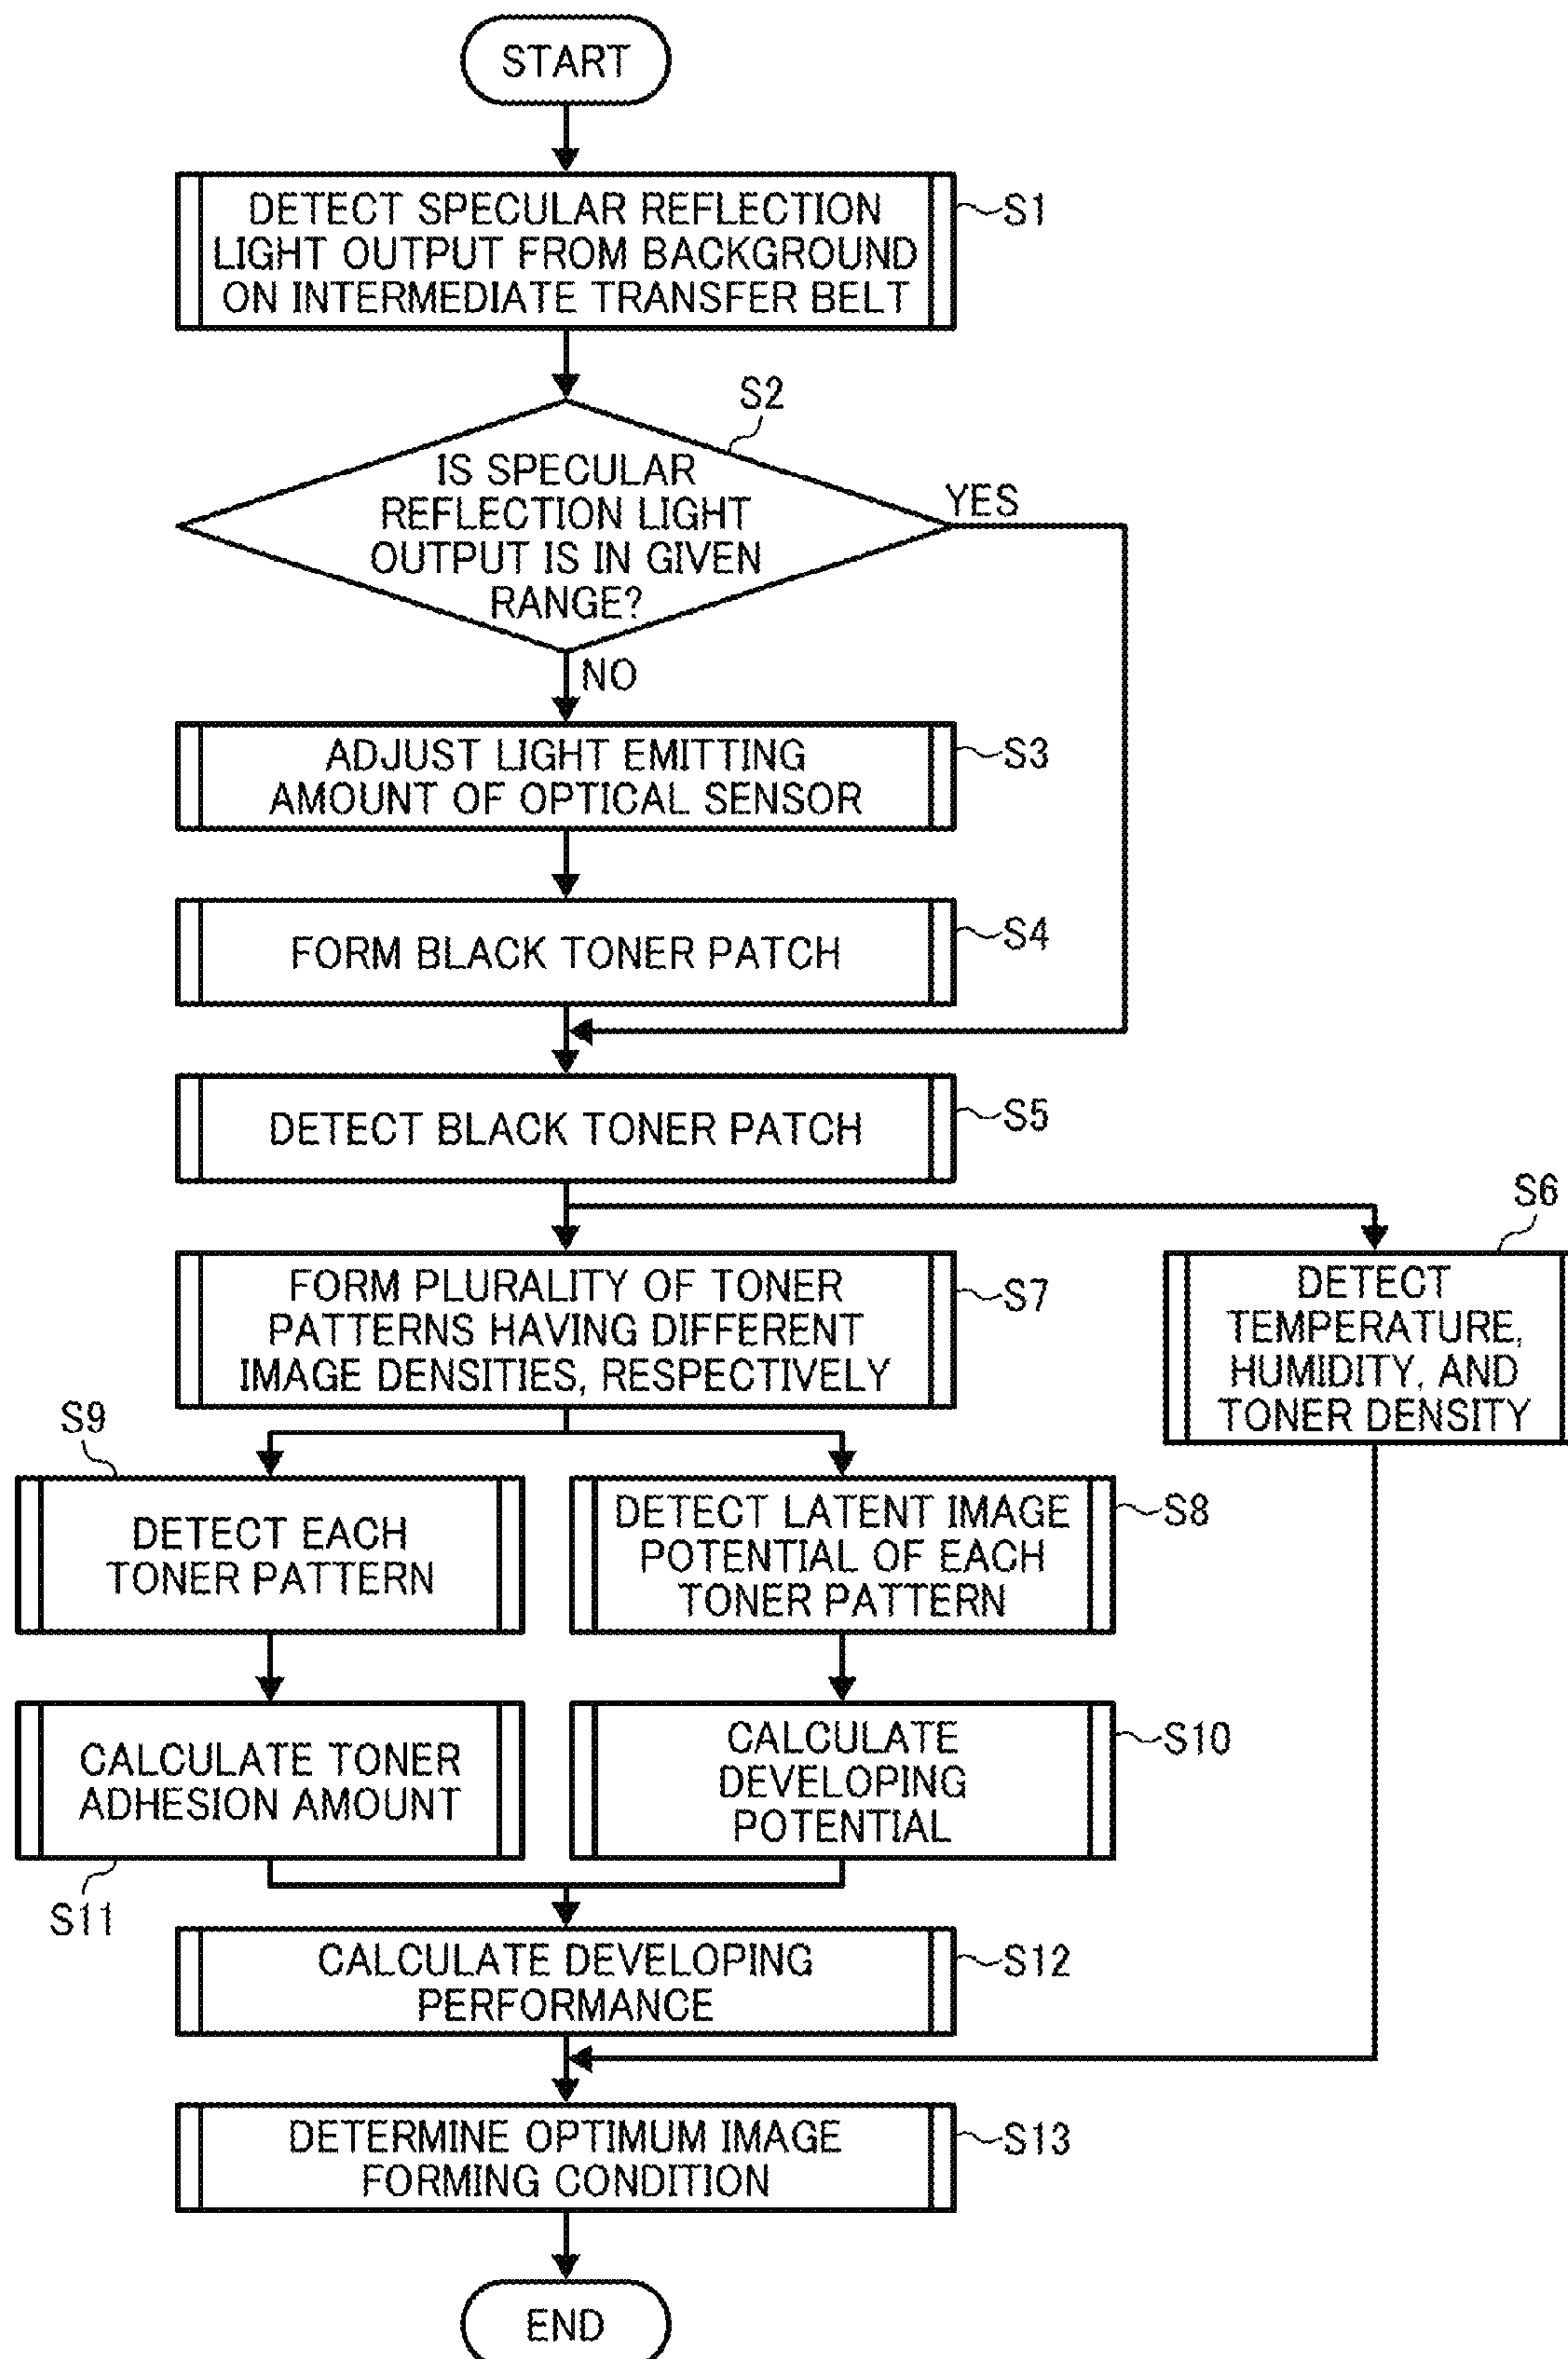 START
DETECT SPECULAR REFLECTION
LIGHT OUTPUT FROM BACKGROUND
ON INTERMEDIATE TRANSFER BELT
S1
S2
IS SPECULAR
REFLECTION LIGHT
OUTPUT IS IN GIVEN
RANGE?
YES
NO
ADJUST LIGHT EMITTING
AMOUNT OF OPTICAL SENSOR
S3
FORM BLACK TONER PATCH
S4
DETECT BLACK TONER PATCH
S5
S6
DETECT
TEMPERATURE,
HUMIDITY, AND
TONER DENSITY
FORM PLURALITY OF TONER
PATTERNS HAVING DIFFERENT
IMAGE DENSITIES, RESPECTIVELY
S7
S9
DETECT EACH
TONER PATTERN
DETECT LATENT IMAGE
POTENTIAL OF EACH
TONER PATTERN
S8
CALCULATE TONER
ADHESION AMOUNT
S11
CALCULATE
DEVELOPING
POTENTIAL
S10
CALCULATE DEVELOPING
PERFORMANCE
S12
DETERMINE OPTIMUM IMAGE
FORMING CONDITION
S13
END